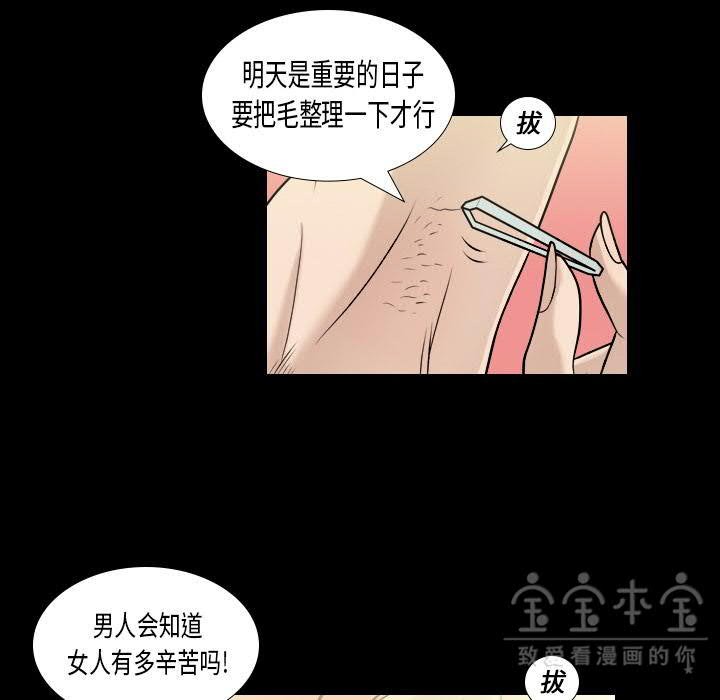 明天是重要的日子
要把毛整理一下才行
拔
男人会知道
女人有多辛苦吗!
宝宝本宝
致爱看漫画的你
拔